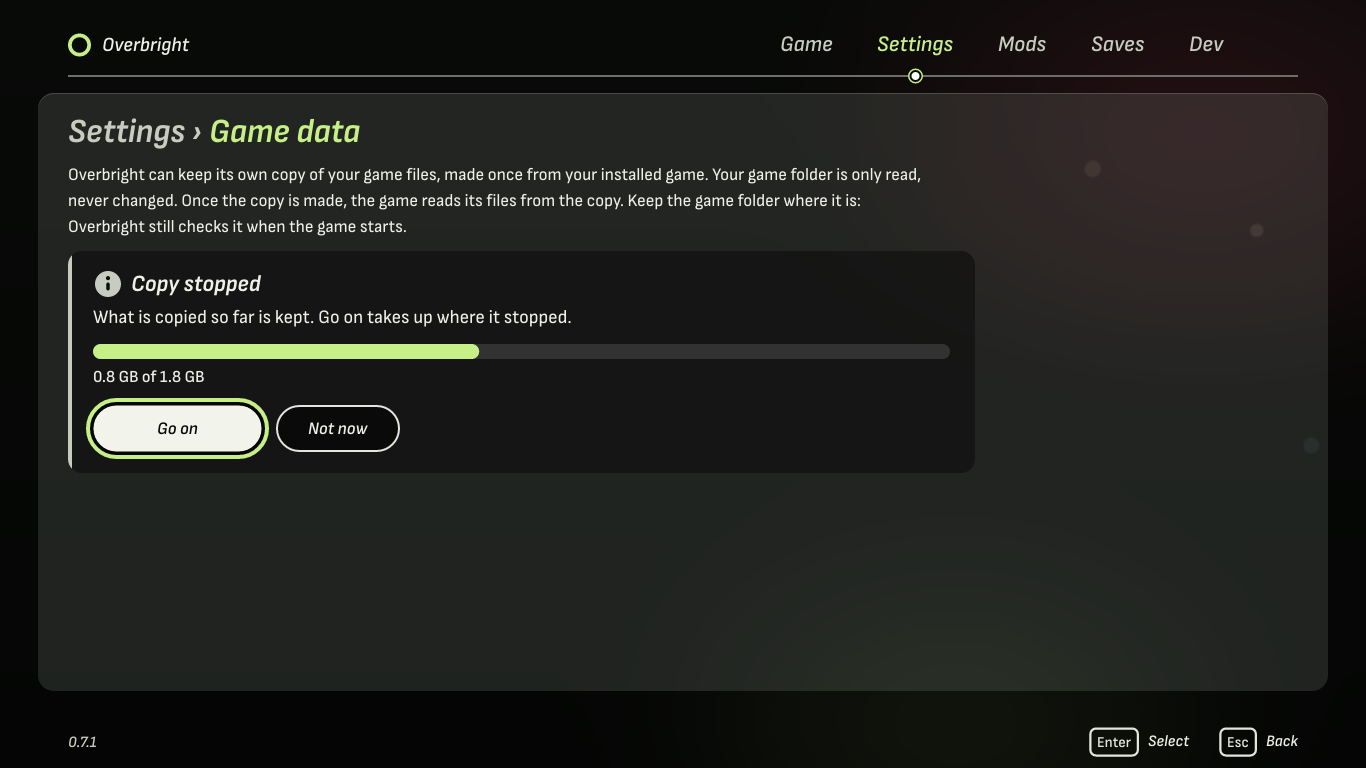 Overbright
Game Settings Mods Saves Dev
Settings › Game data
Overbright can keep its own copy of your game files, made once from your installed game. Your game folder is only read,
never changed. Once the copy is made, the game reads its files from the copy. Keep the game folder where it is:
Overbright still checks it when the game starts.
Copy stopped
What is copied so far is kept. Go on takes up where it stopped.
0.8 GB of 1.8 GB
Go on Not now
0.7.1
Enter Select Esc Back